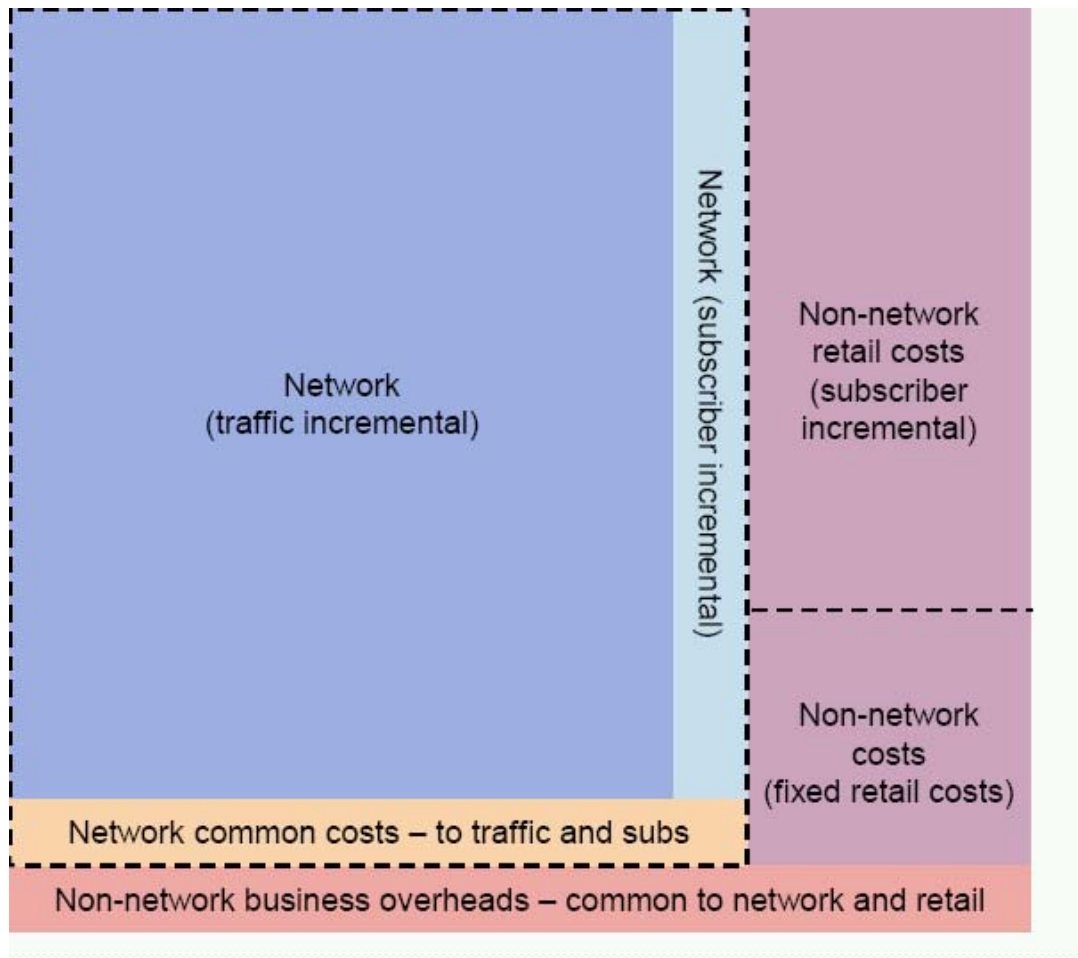 Network
(traffic incremental)
Network (subscriber incremental)
Non-network
retail costs
(subscriber
incremental)
Non-network
costs
(fixed retail costs)
Network common costs – to traffic and subs
Non-network business overheads – common to network and retail